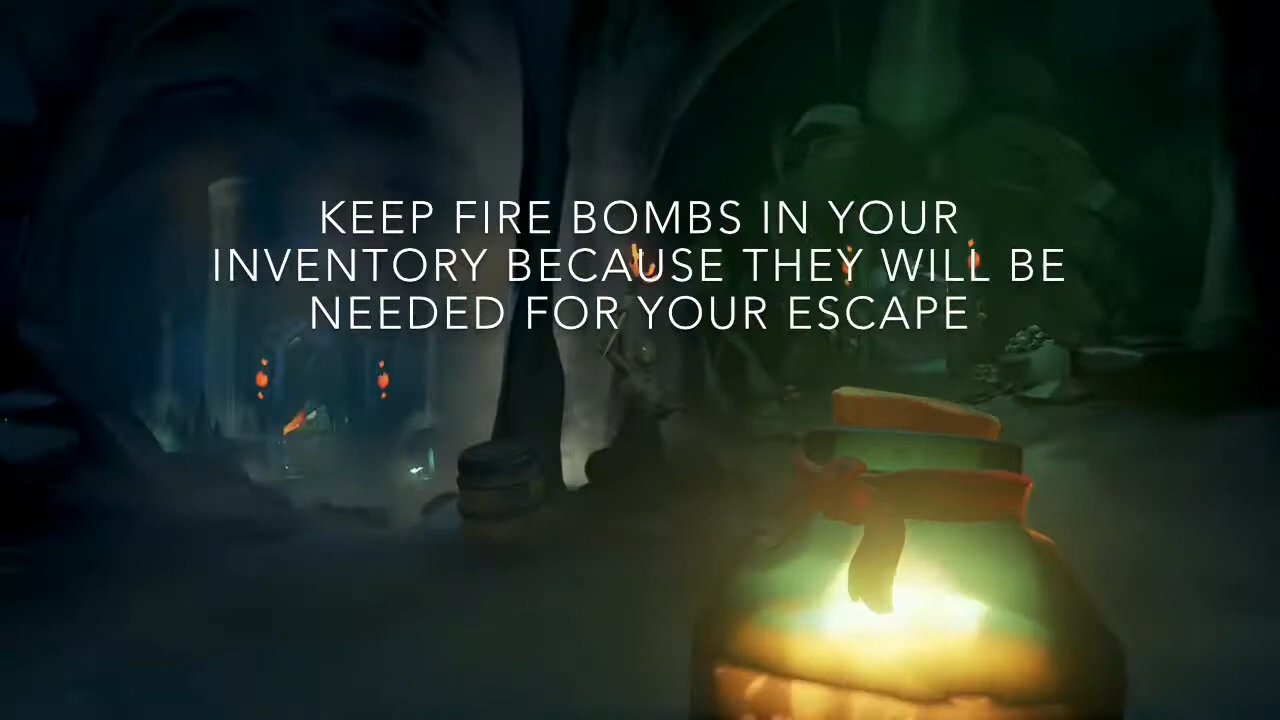 KEEP FIRE BOMBS IN YOUR
INVENTORY BECAUSE THEY WILL BE
NEEDED FOR YOUR ESCAPE